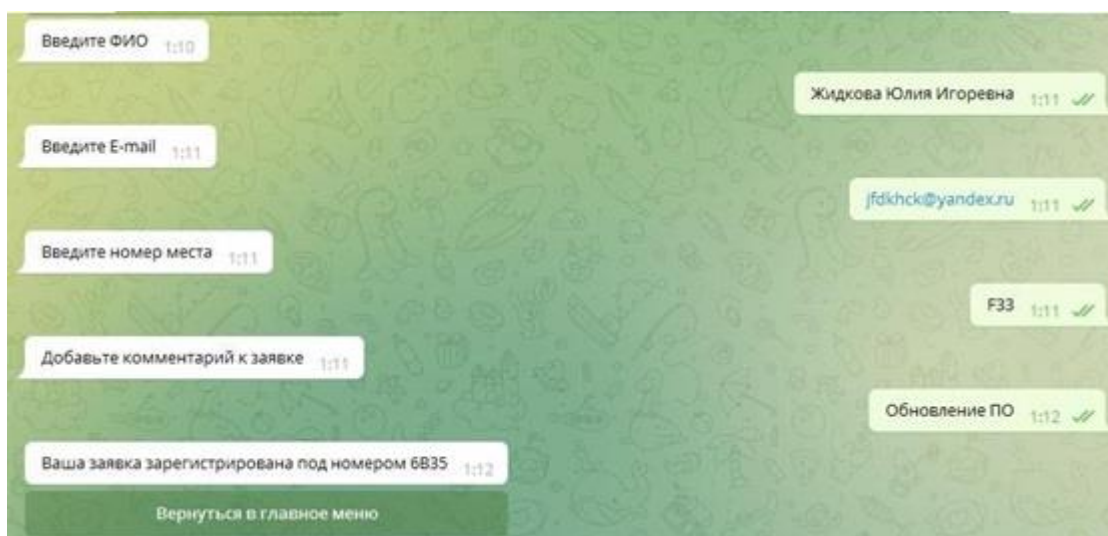 Введите ФИО 1:10
Жидкова Юлия Игоревна 1:11
Введите E-mail 1:11
jfdkhck@yandex.ru 1:11
Введите номер места 1:11
F33 1:11
Добавьте комментарий к заявке 1:11
Обновление ПО 1:12
Ваша заявка зарегистрирована под номером 6B35 1:12
Вернуться в главное меню